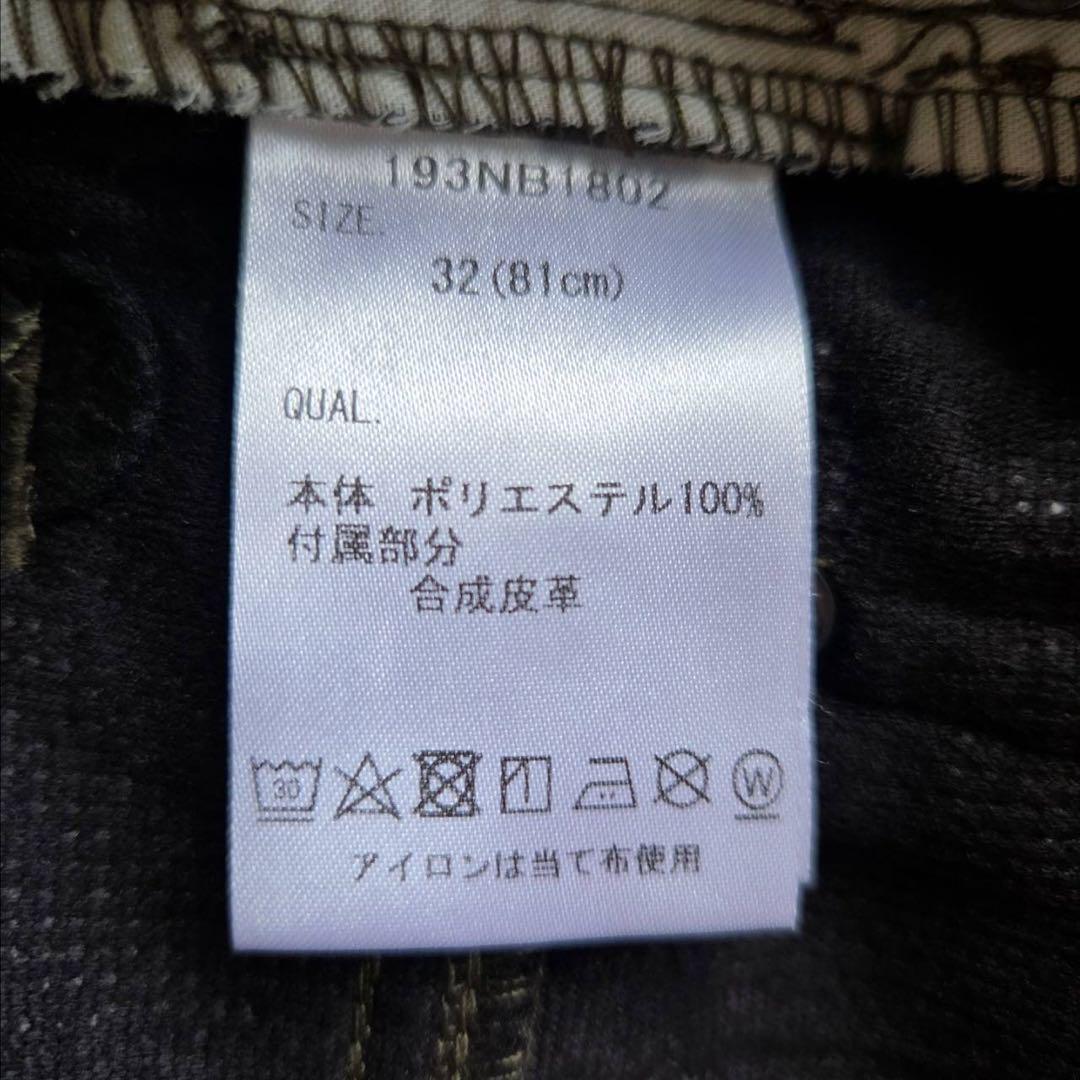 193NB1802
SIZE.
32(81cm)
QUAL.
本体 ポリエステル100%
付属部分
合成皮革
30
W
アイロンは当て布使用